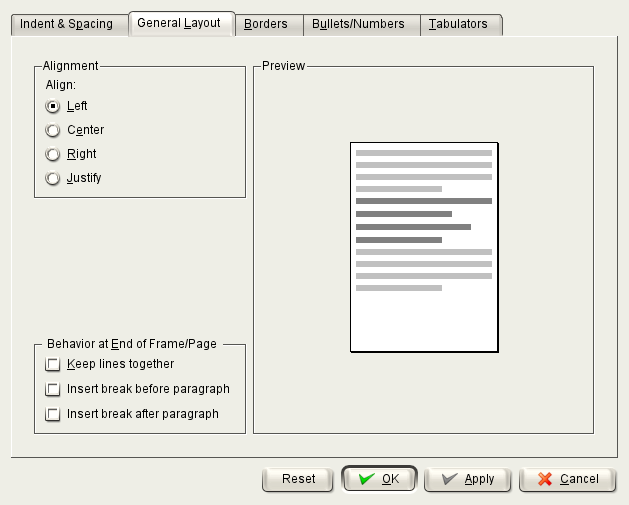 Indent & Spacing General Layout Borders Bullets/Numbers Tabulators
Alignment
Align:
Left
Center
Right
Justify
Preview
Behavior at End of Frame/Page
Keep lines together
Insert break before paragraph
Insert break after paragraph
Reset OK Apply Cancel